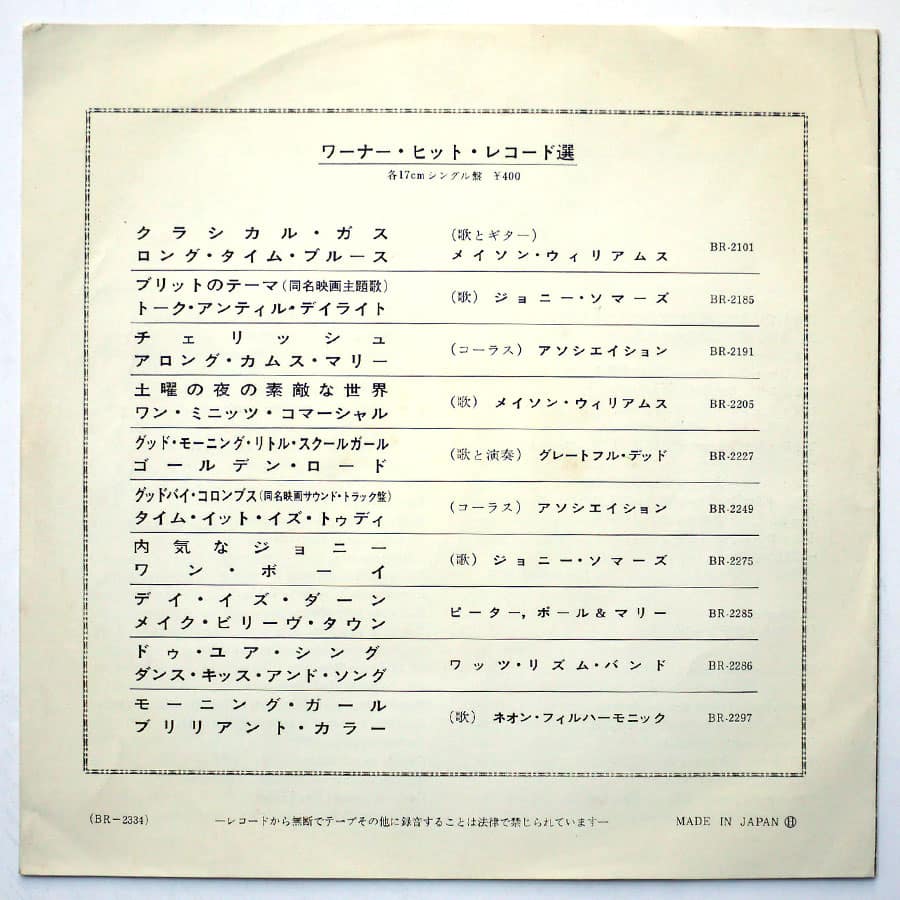 ワーナー・ヒット・レコード選
各17cmシングル盤 ¥400
クラシカル・ガス (歌とギター)
ロング・タイム・ブルース メイソン・ウィリアムス BR-2101
ブリットのテーマ(同名映画主題歌)
トーク・アンティル・デイライト (歌) ジョニー・ソマーズ BR-2185
チェリッシュ
アロング・カムス・マリー (コーラス) アソシエイション BR-2191
土曜の夜の素敵な世界
ワン・ミニッツ・コマーシャル (歌) メイソン・ウィリアムス BR-2205
グッド・モーニング・リトル・スクールガール
ゴールデン・ロード (歌と演奏) グレートフル・デッド BR-2227
グッドバイ・コロンブス(同名映画サウンド・トラック盤)
タイム・イット・イズ・トゥディ (コーラス) アソシエイション BR-2249
内気なジョニー
ワン・ボーイ (歌) ジョニー・ソマーズ BR-2275
デイ・イズ・ダーン
メイク・ビリーヴ・タウン ピーター,ポール&マリー BR-2285
ドゥ・ユア・シング
ダンス・キッス・アンド・ソング ワッツ・リズム・バンド BR-2286
モーニング・ガール
ブリリアント・カラー (歌) ネオン・フィルハーモニック BR-2297
(BR-2334) —レコードから無断でテープその他に録音することは法律で禁じられています— MADE IN JAPAN Ⓗ